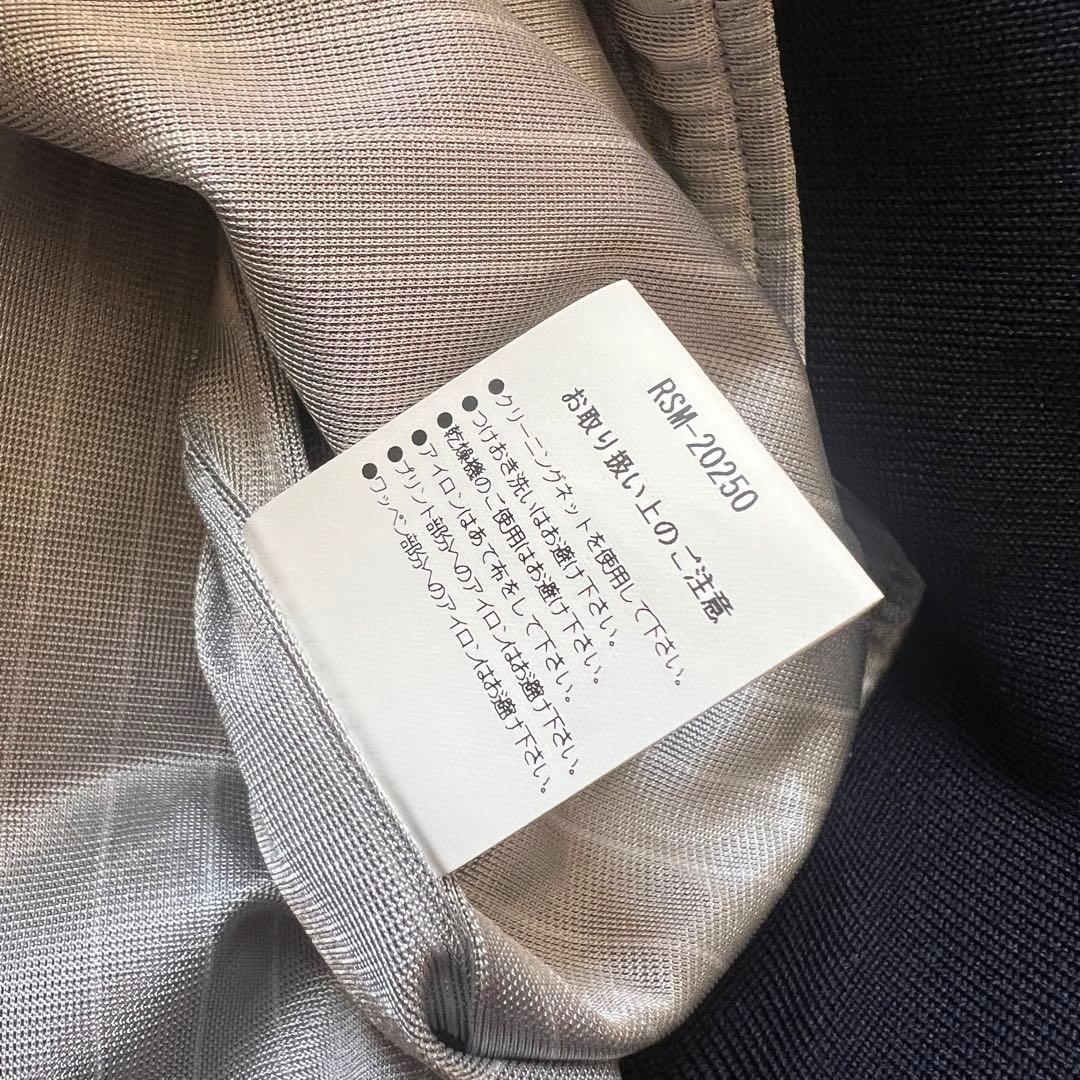 RSM-20250
お取り扱い上のご注意
●クリーニングネットを使用して下さい。
●つけおき洗いはお避け下さい。
●乾燥機のご使用はお避け下さい。
●アイロンはあて布をして下さい。
●プリント部分へのアイロンはお避け下さい。
●ワッペン部分へのアイロンはお避け下さい。